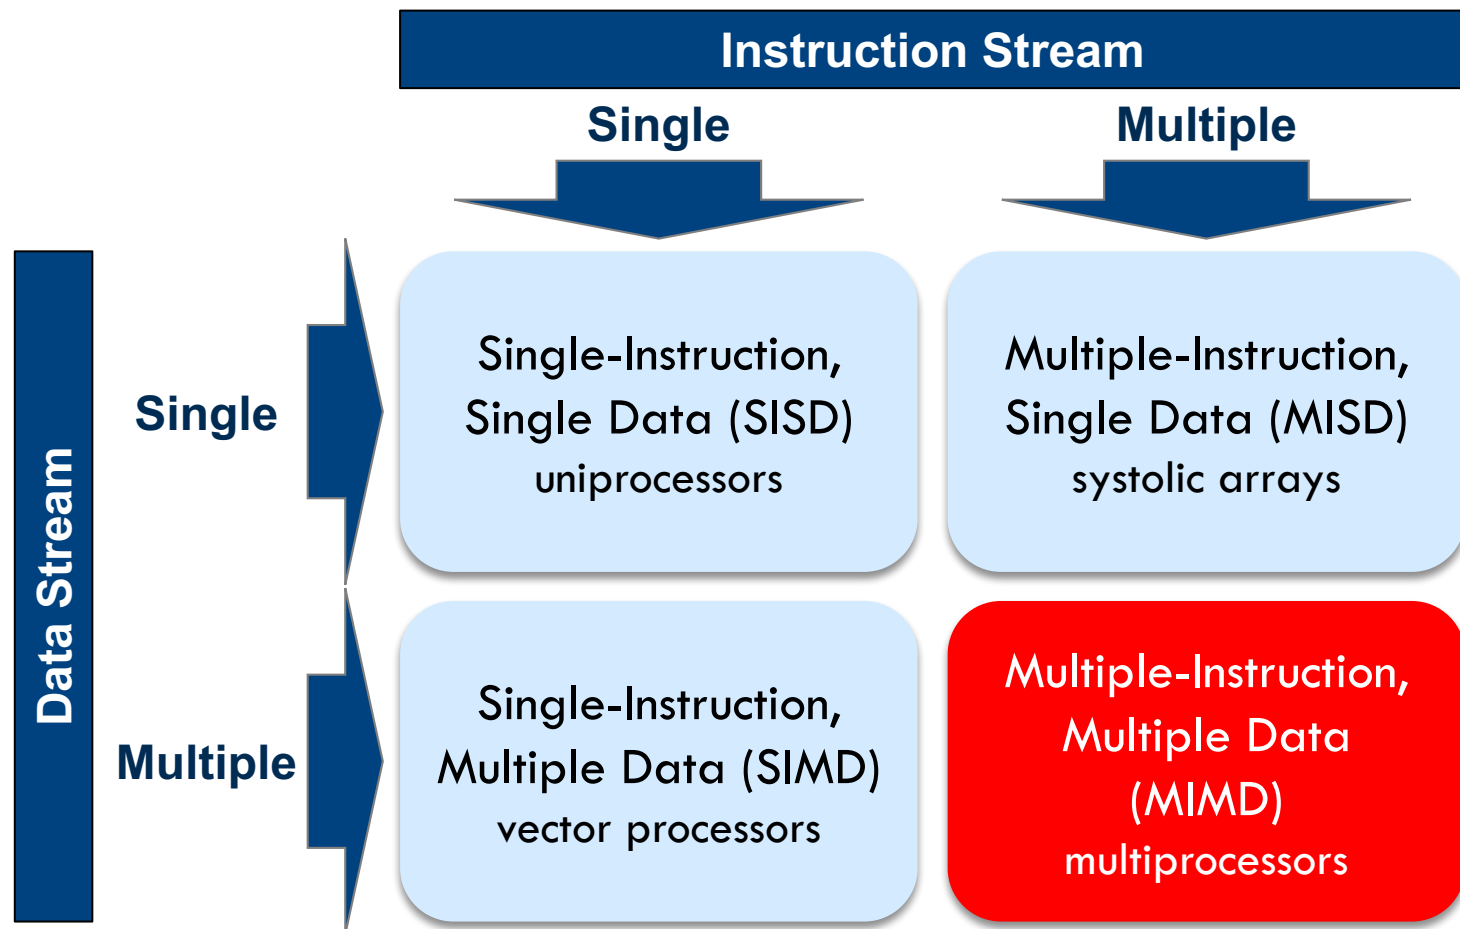 Instruction Stream
Single
Multiple
Data Stream
Single
Single-Instruction,
Single Data (SISD)
uniprocessors
Multiple-Instruction,
Single Data (MISD)
systolic arrays
Multiple
Single-Instruction,
Multiple Data (SIMD)
vector processors
Multiple-Instruction,
Multiple Data
(MIMD)
multiprocessors